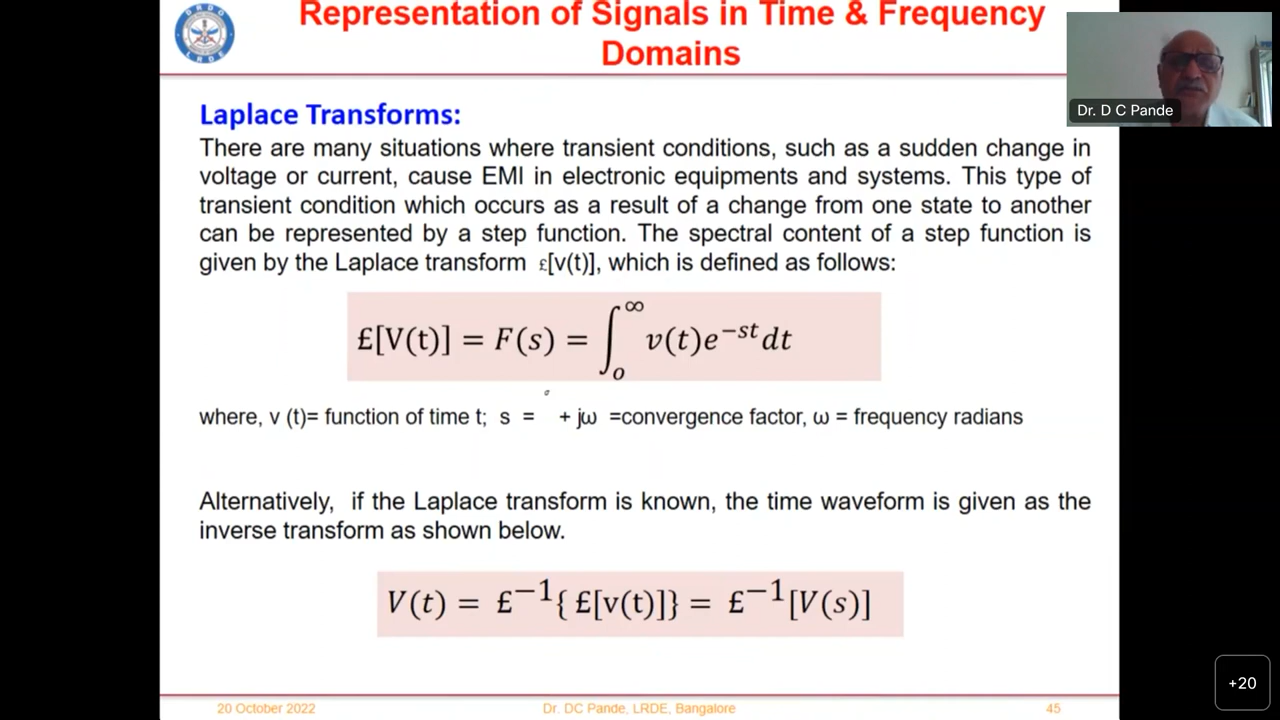 Representation of Signals in Time & Frequency
Domains
Dr. D C Pande
Laplace Transforms:
There are many situations where transient conditions, such as a sudden change in
voltage or current, cause EMI in electronic equipments and systems. This type of
transient condition which occurs as a result of a change from one state to another
can be represented by a step function. The spectral content of a step function is
given by the Laplace transform £[v(t)], which is defined as follows:
£[V(t)] = F(s) = ∫₀^∞ v(t)e^{−st}dt
where, v (t)= function of time t; s = σ + jω =convergence factor, ω = frequency radians
Alternatively, if the Laplace transform is known, the time waveform is given as the
inverse transform as shown below.
V(t) = £⁻¹{ £[v(t)]} = £⁻¹[V(s)]
+20
20 October 2022 Dr. DC Pande, LRDE, Bangalore 45